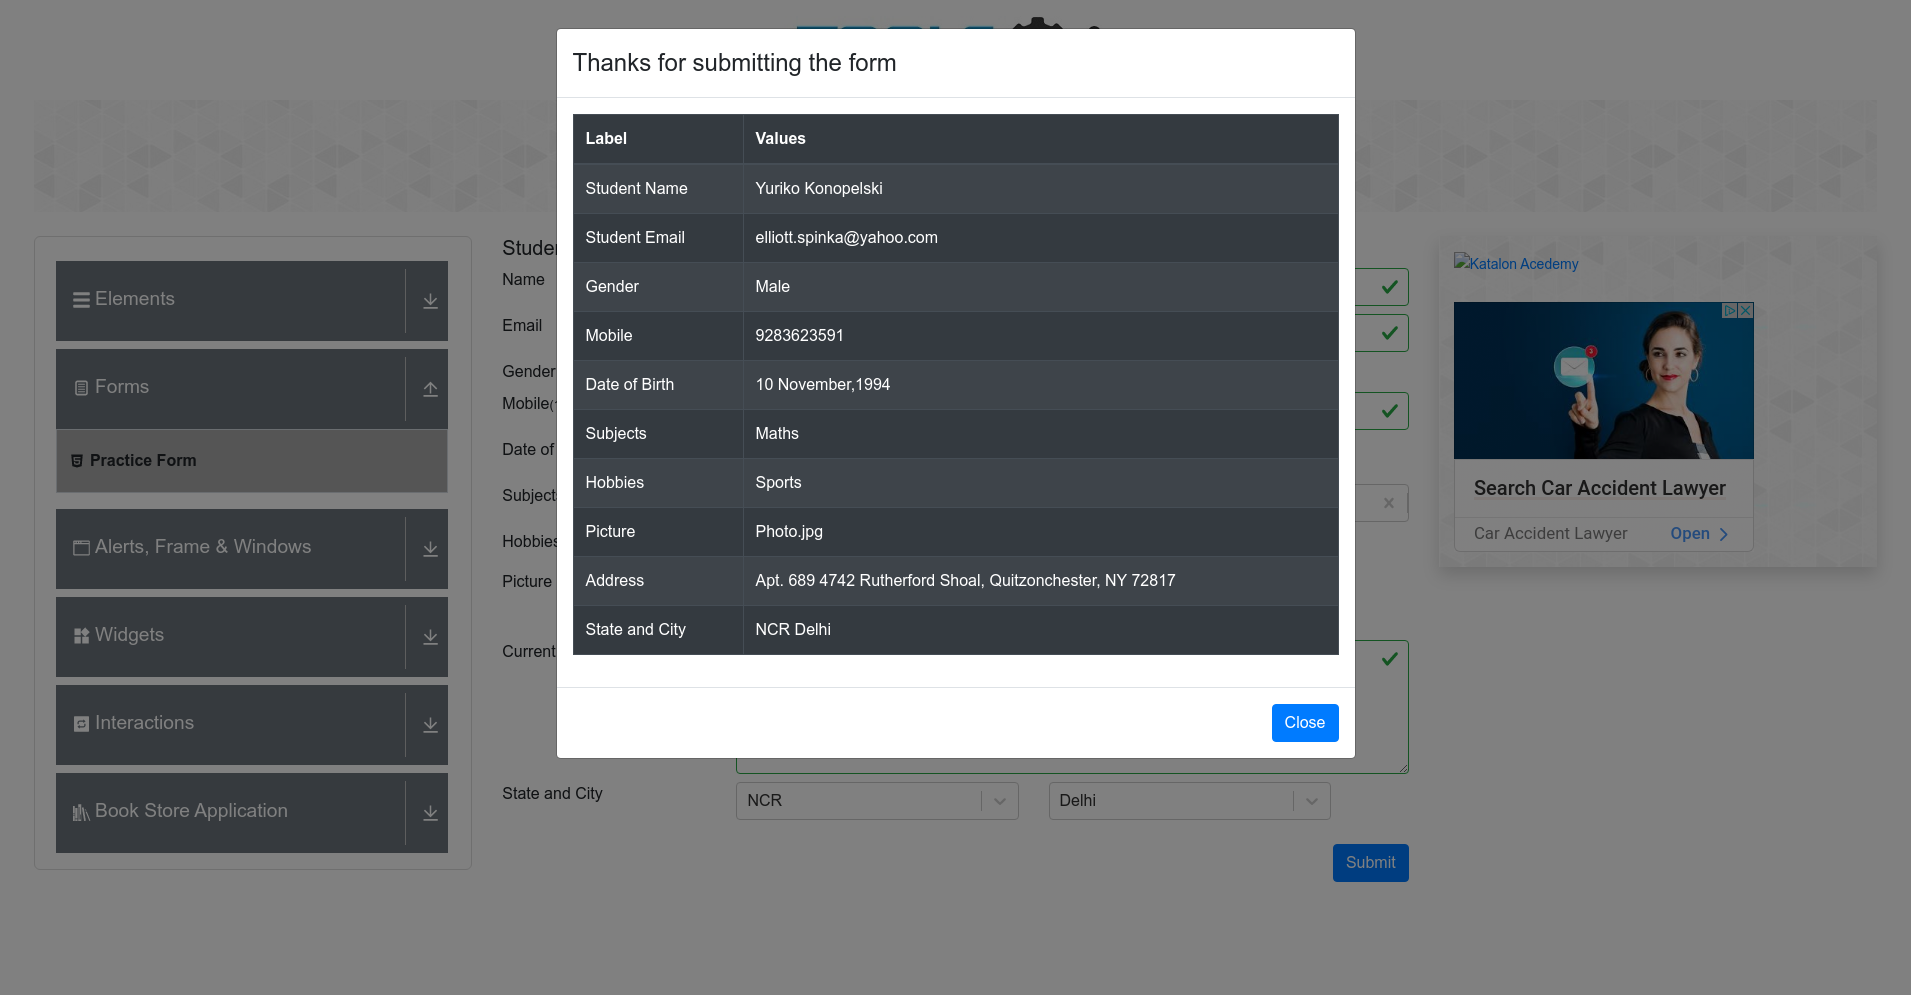 Thanks for submitting the form
Label Values
Student Name Yuriko Konopelski
Student Email elliott.spinka@yahoo.com
Gender Male
Mobile 9283623591
Date of Birth 10 November,1994
Subjects Maths
Hobbies Sports
Picture Photo.jpg
Address Apt. 689 4742 Rutherford Shoal, Quitzonchester, NY 72817
State and City NCR Delhi
Close
Elements
Forms
Practice Form
Alerts, Frame & Windows
Widgets
Interactions
Book Store Application
Name
Email
Gender
Date of
Hobbies
Picture
Current
State and City NCR Delhi
Submit
Katalon Acedemy
3
Search Car Accident Lawyer
Car Accident Lawyer Open